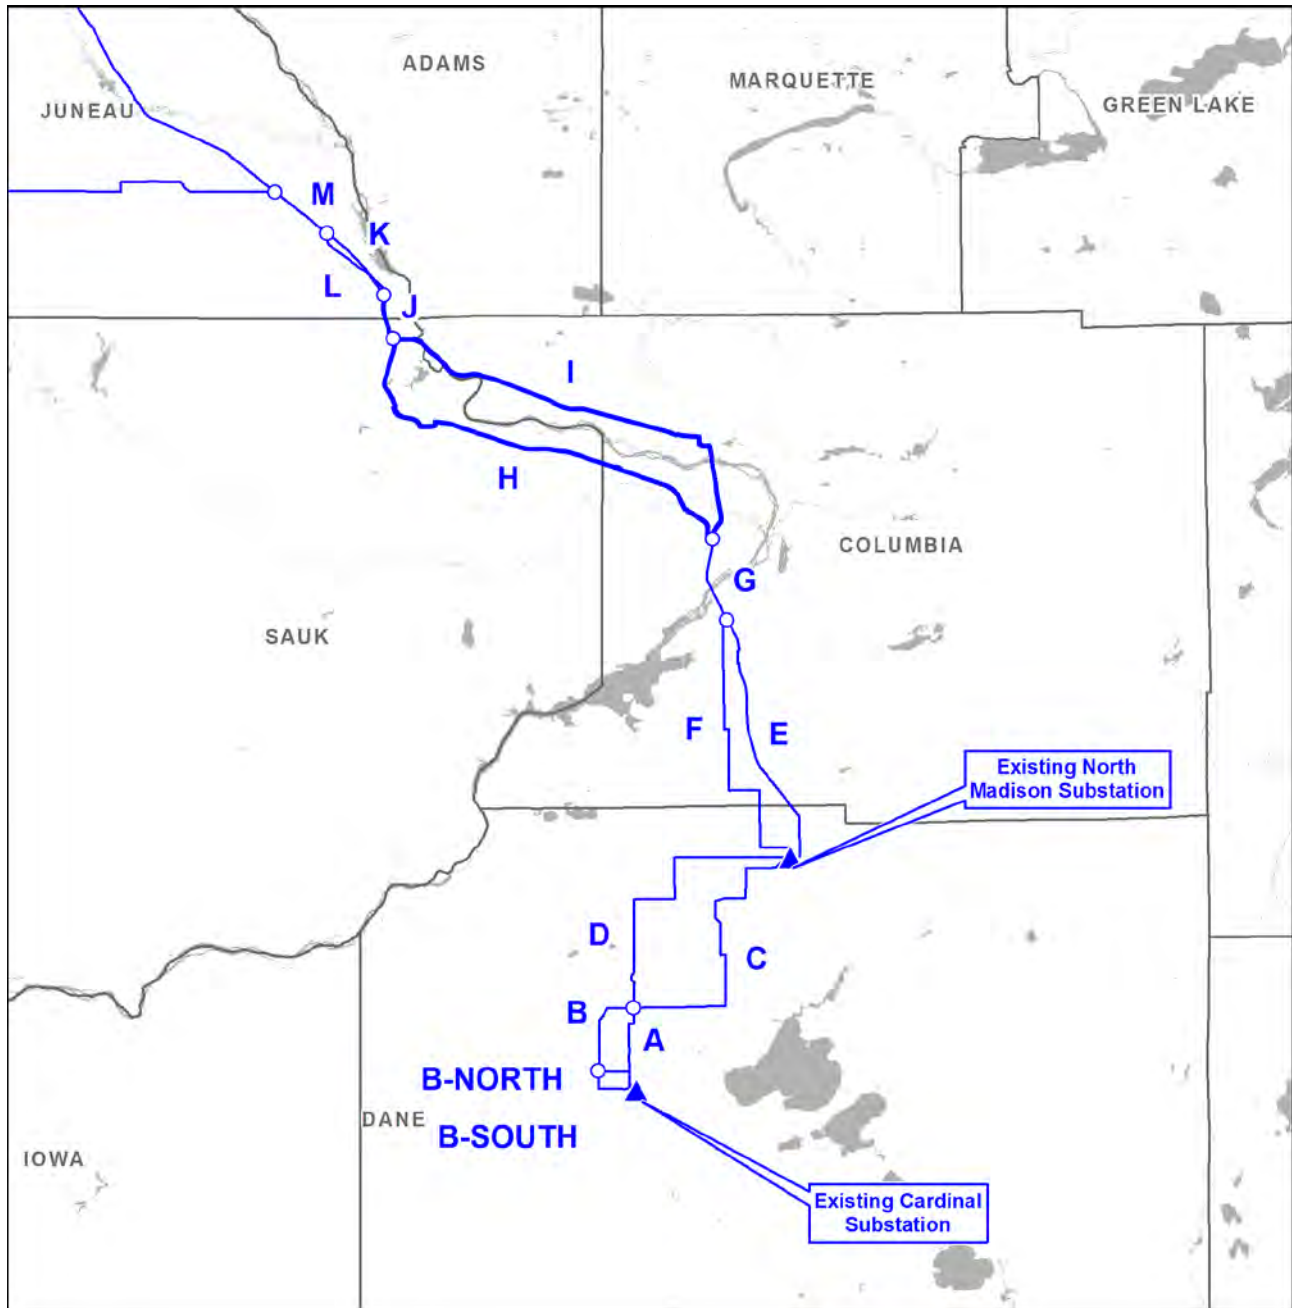 ADAMS
MARQUETTE
GREEN LAKE
JUNEAU
M
K
L
J
I
H
COLUMBIA
G
SAUK
F
E
Existing North
Madison Substation
D
C
B
A
B-NORTH
DANE
B-SOUTH
IOWA
Existing Cardinal
Substation